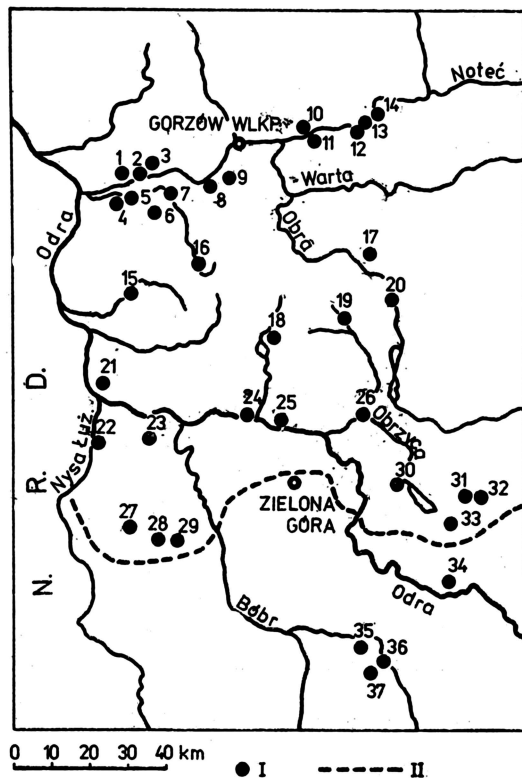 Noteć
14
10
GORZÓW WLKP.
13
11
12
3
1
2
9
Warta
8
7
5
4
6
Obra
Odra
17
16
15
20
19
18
D.
21
24
25
26
Obrzyca
23
22
R.
Nysa Łuż.
30
31
32
ZIELONA
GÓRA
33
27
28
29
34
N.
Odra
Bóbr
35
36
37
0 10 20 40 km
I
II